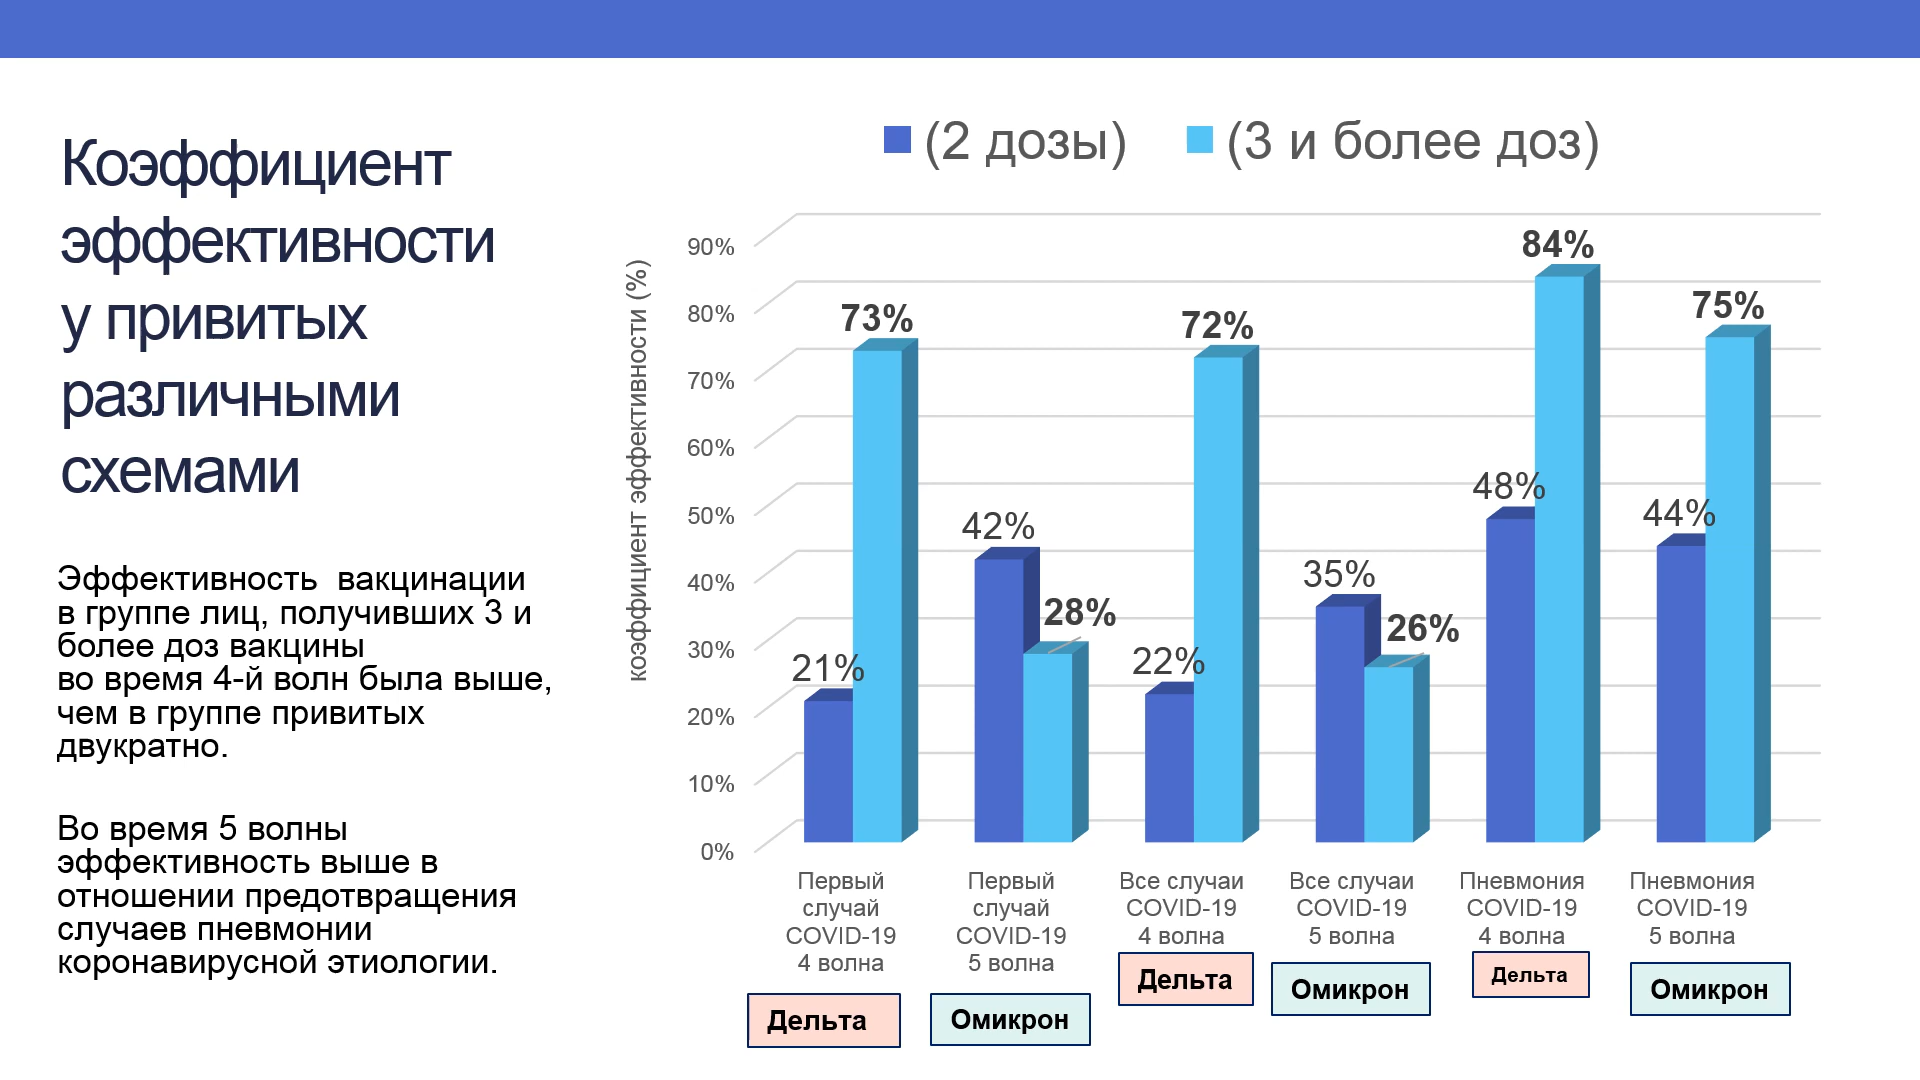 Коэффициент
эффективности
у привитых
различными
схемами
Эффективность вакцинации
в группе лиц, получивших 3 и
более доз вакцины
во время 4-й волн была выше,
чем в группе привитых
двукратно.
Во время 5 волны
эффективность выше в
отношении предотвращения
случаев пневмонии
коронавирусной этиологии.
(2 дозы) (3 и более доз)
коэффициент эффективности (%)
90%
80%
70%
60%
50%
40%
30%
20%
10%
0%
21% 73%
42% 28%
22% 72%
35% 26%
48% 84%
44% 75%
Первый
случай
COVID-19
4 волна
Дельта
Первый
случай
COVID-19
5 волна
Омикрон
Все случаи
COVID-19
4 волна
Дельта
Все случаи
COVID-19
5 волна
Омикрон
Пневмония
COVID-19
4 волна
Дельта
Пневмония
COVID-19
5 волна
Омикрон